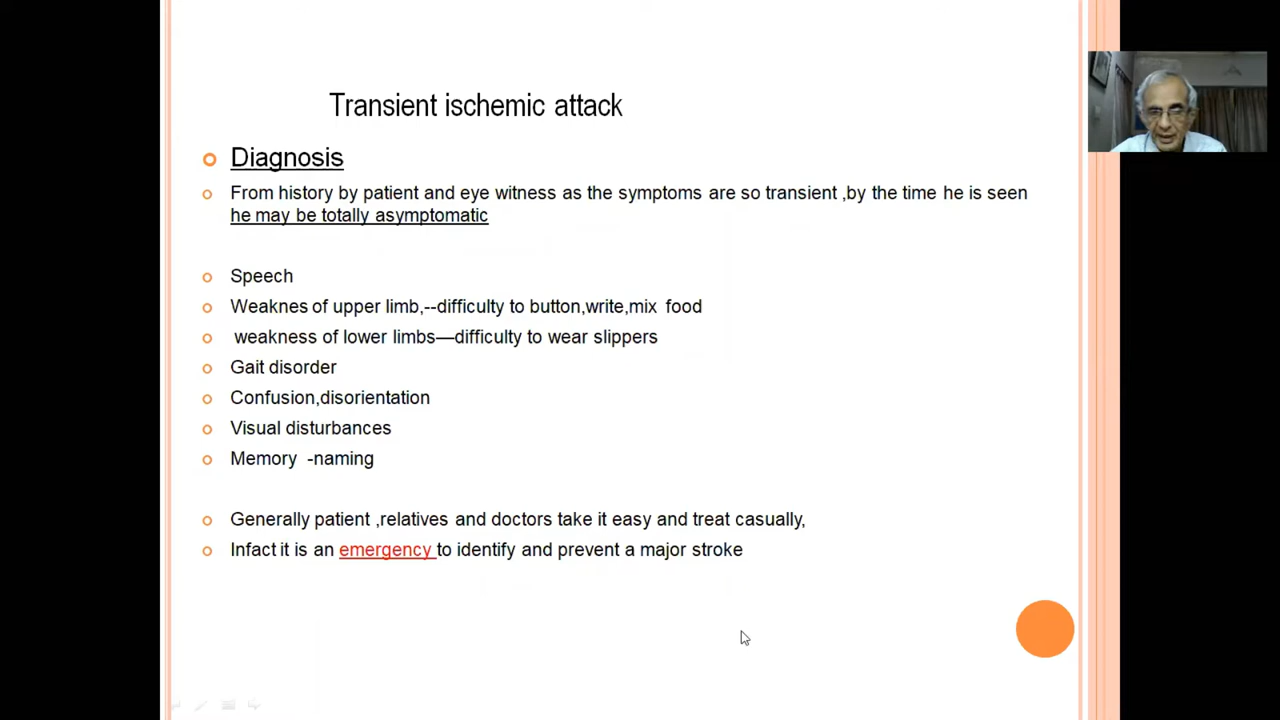 Transient ischemic attack
Diagnosis
From history by patient and eye witness as the symptoms are so transient ,by the time he is seen
he may be totally asymptomatic
Speech
Weaknes of upper limb,--difficulty to button,write,mix food
weakness of lower limbs—difficulty to wear slippers
Gait disorder
Confusion,disorientation
Visual disturbances
Memory -naming
Generally patient ,relatives and doctors take it easy and treat casually,
Infact it is an emergency to identify and prevent a major stroke